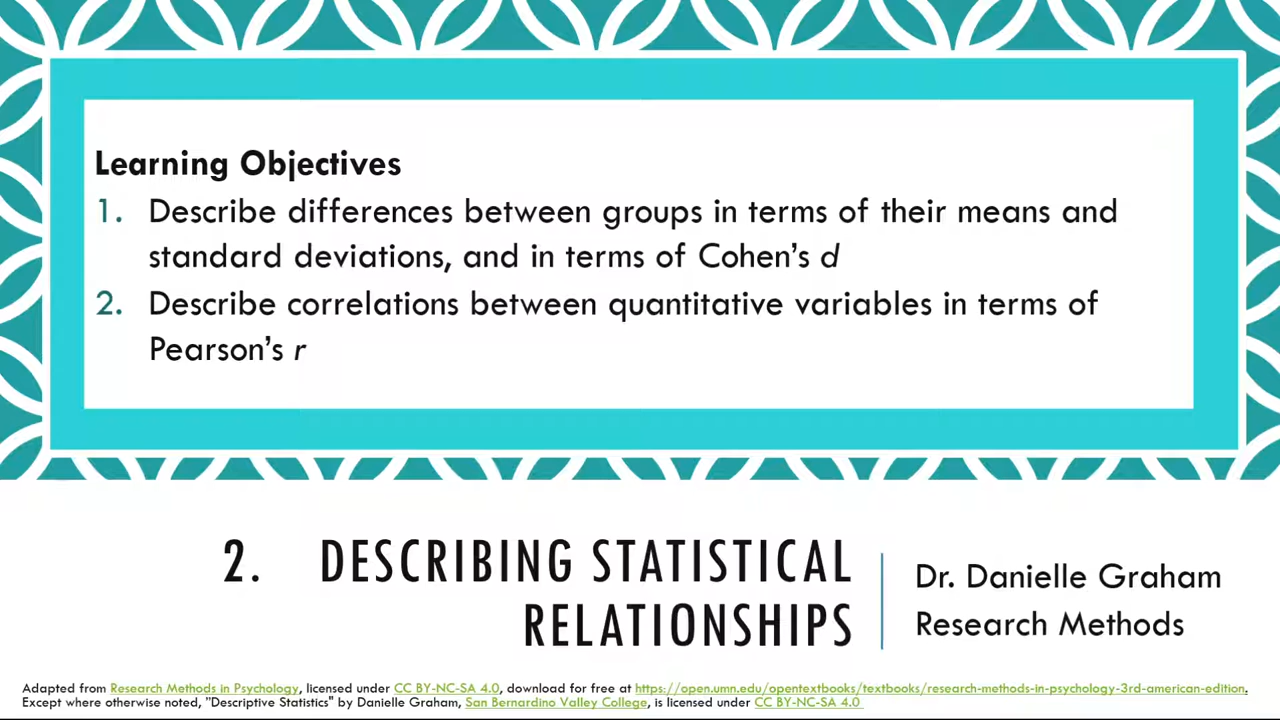 Learning Objectives
1. Describe differences between groups in terms of their means and
standard deviations, and in terms of Cohen’s d
2. Describe correlations between quantitative variables in terms of
Pearson’s r
2. DESCRIBING STATISTICAL
RELATIONSHIPS
Dr. Danielle Graham
Research Methods
Adapted from Research Methods in Psychology, licensed under CC BY-NC-SA 4.0, download for free at https://open.umn.edu/opentextbooks/textbooks/research-methods-in-psychology-3rd-american-edition.
Except where otherwise noted, "Descriptive Statistics" by Danielle Graham, San Bernardino Valley College, is licensed under CC BY-NC-SA 4.0